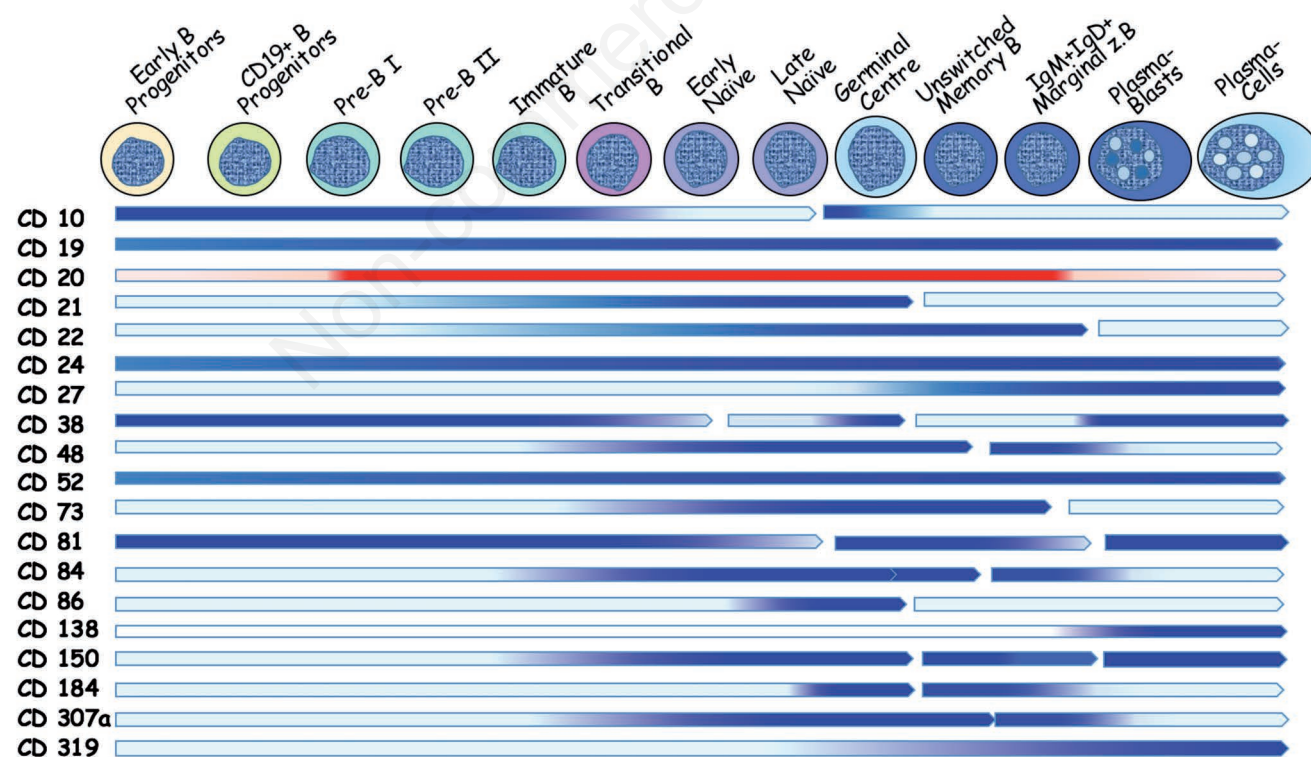 Early B
Progenitors
CD19+ B
Progenitors
Pre-B I
Pre-B II
Immature
B
Transitional
B
Early
Naïve
Late
Naïve
Germinal
Centre
Unswitched
Memory B
IgM+IgD+
Marginal z.B
Plasma-
Blasts
Plasma-
Cells
CD 10
CD 19
CD 20
CD 21
CD 22
CD 24
CD 27
CD 38
CD 48
CD 52
CD 73
CD 81
CD 84
CD 86
CD 138
CD 150
CD 184
CD 307a
CD 319